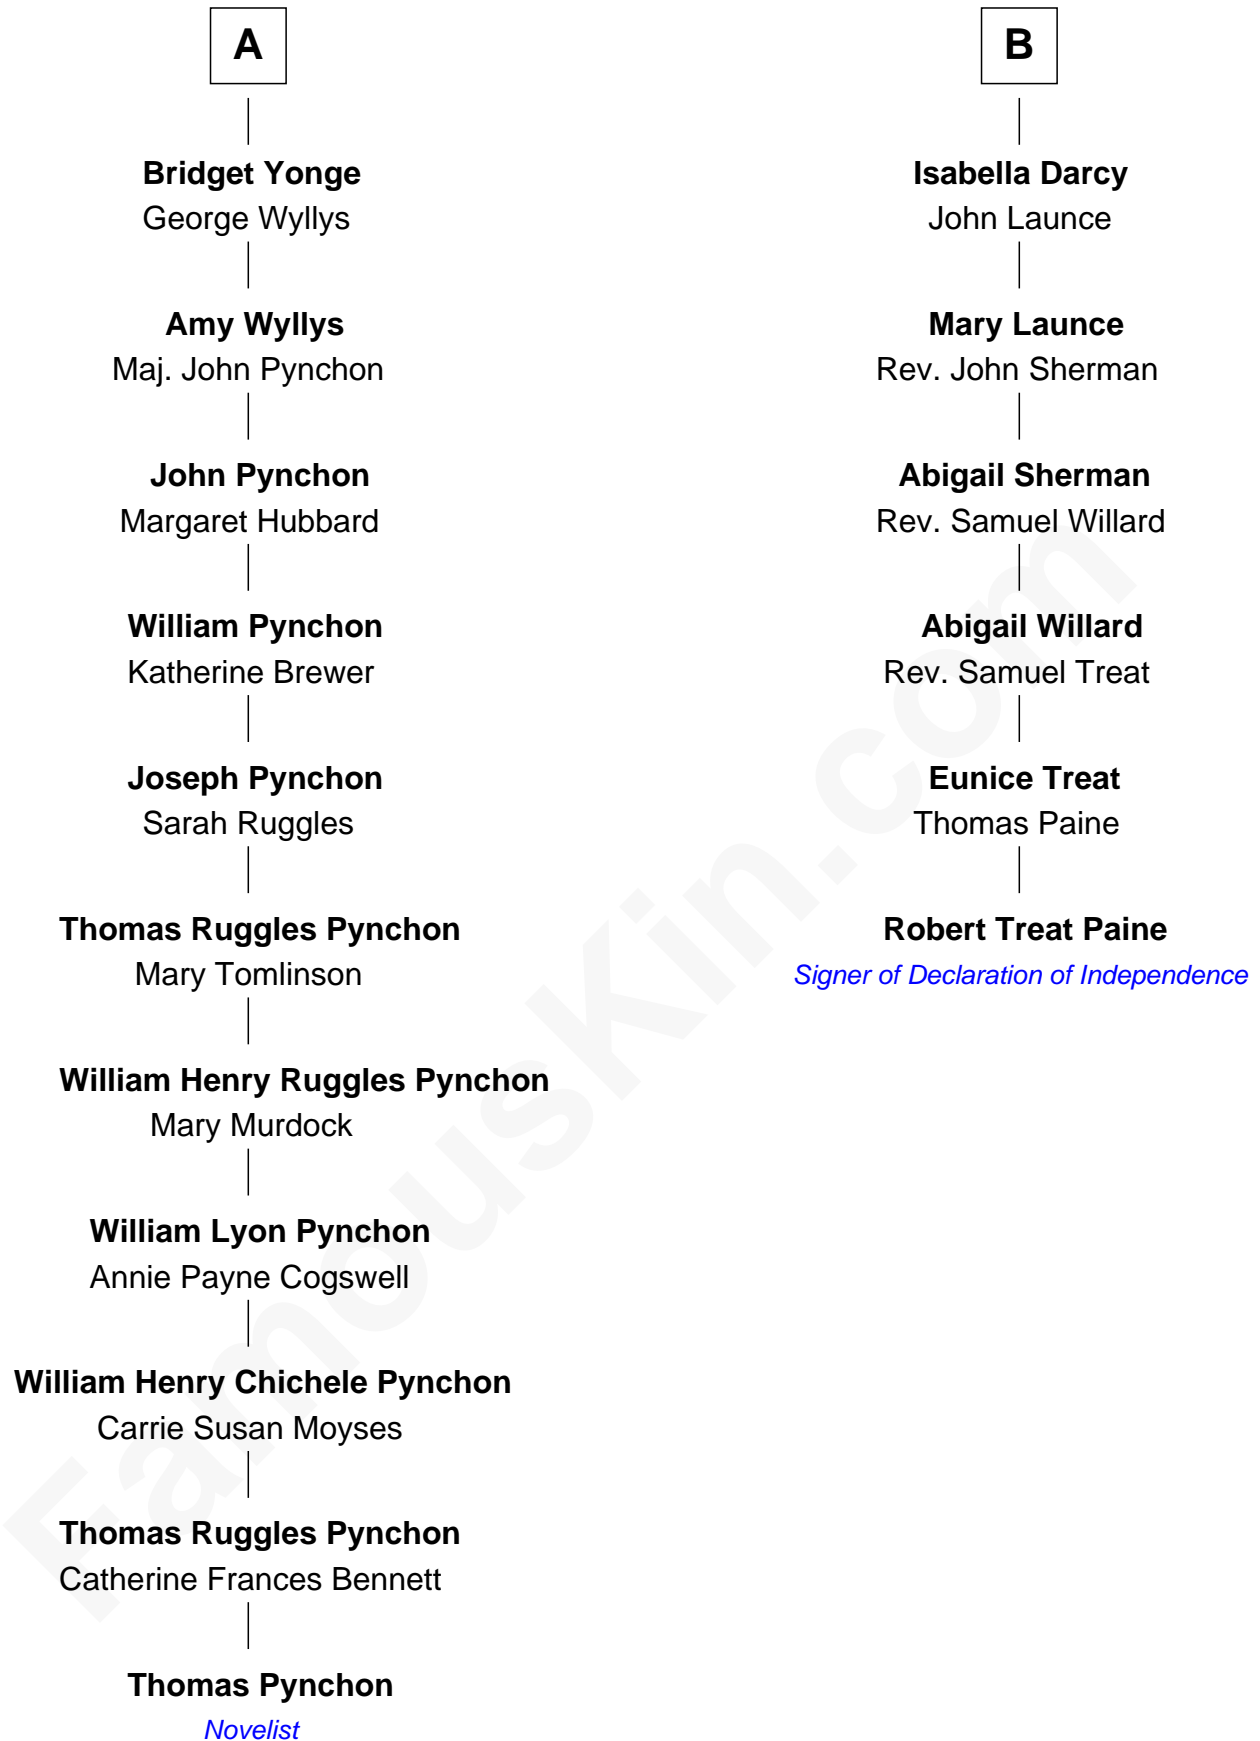 A
Bridget Yonge
George Wyllys
Amy Wyllys
Maj. John Pynchon
John Pynchon
Margaret Hubbard
William Pynchon
Katherine Brewer
Joseph Pynchon
Sarah Ruggles
Thomas Ruggles Pynchon
Mary Tomlinson
William Henry Ruggles Pynchon
Mary Murdock
William Lyon Pynchon
Annie Payne Cogswell
William Henry Chichele Pynchon
Carrie Susan Moyses
Thomas Ruggles Pynchon
Catherine Frances Bennett
Thomas Pynchon
Novelist
B
Isabella Darcy
John Launce
Mary Launce
Rev. John Sherman
Abigail Sherman
Rev. Samuel Willard
Abigail Willard
Rev. Samuel Treat
Eunice Treat
Thomas Paine
Robert Treat Paine
Signer of Declaration of Independence
FamousKin.com